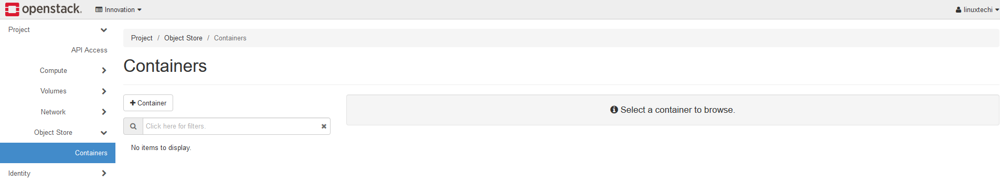 openstack.
Innovation
linuxtechi
Project
API Access
Compute
Volumes
Network
Object Store
Containers
Identity
Project / Object Store / Containers
Containers
Container
Click here for filters.
No items to display.
Select a container to browse.